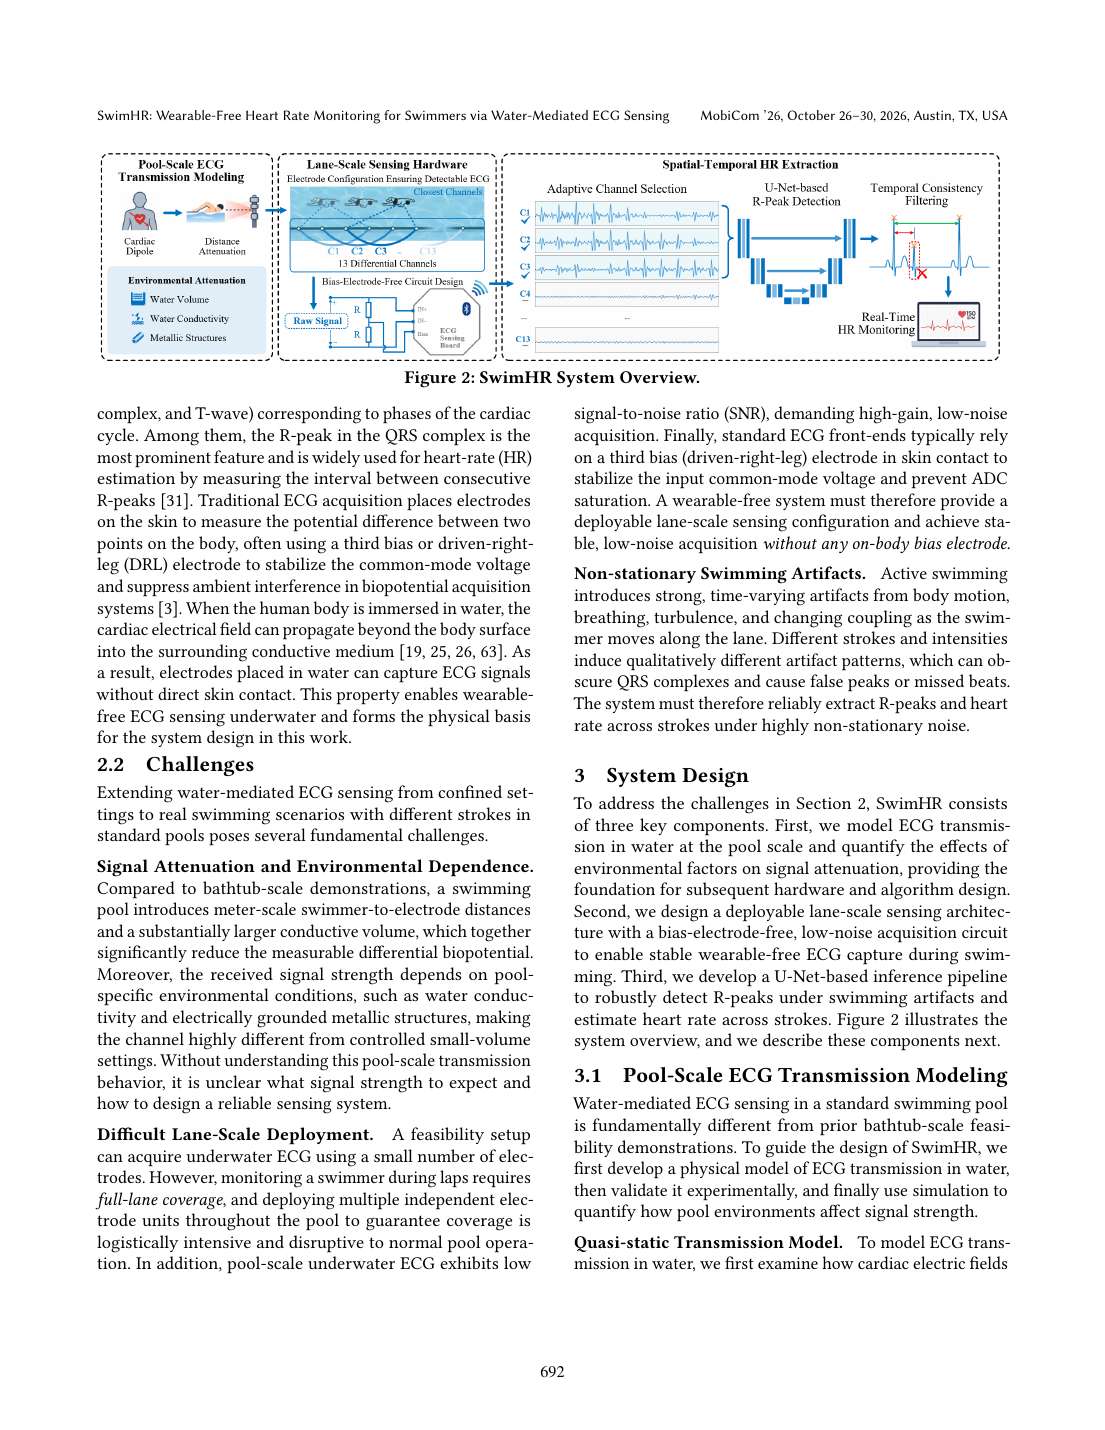 SwimHR: Wearable-Free Heart Rate Monitoring for Swimmers via Water-Mediated ECG Sensing
MobiCom '26, October 26–30, 2026, Austin, TX, USA
Pool-Scale ECG
Transmission Modeling
Cardiac
Dipole
Distance
Attenuation
Environmental Attenuation
Water Volume
Water Conductivity
Metallic Structures
Lane-Scale Sensing Hardware
Electrode Configuration Ensuring Detectable ECG
Closest Channels
C1 C2 C3 .. C13
13 Differential Channels
Bias-Electrode-Free Circuit Design
Raw Signal
R
R
IN+
IN-
Bias
ECG
Sensing
Board
Spatial-Temporal HR Extraction
Adaptive Channel Selection
C1
C2
C3
C4
...
...
C13
U-Net-based
R-Peak Detection
Temporal Consistency
Filtering
Real-Time
HR Monitoring
Figure 2: SwimHR System Overview.
complex, and T-wave) corresponding to phases of the cardiac
cycle. Among them, the R-peak in the QRS complex is the
most prominent feature and is widely used for heart-rate (HR)
estimation by measuring the interval between consecutive
R-peaks [31]. Traditional ECG acquisition places electrodes
on the skin to measure the potential difference between two
points on the body, often using a third bias or driven-right-
leg (DRL) electrode to stabilize the common-mode voltage
and suppress ambient interference in biopotential acquisition
systems [3]. When the human body is immersed in water, the
cardiac electrical field can propagate beyond the body surface
into the surrounding conductive medium [19, 25, 26, 63]. As
a result, electrodes placed in water can capture ECG signals
without direct skin contact. This property enables wearable-
free ECG sensing underwater and forms the physical basis
for the system design in this work.
2.2 Challenges
Extending water-mediated ECG sensing from confined set-
tings to real swimming scenarios with different strokes in
standard pools poses several fundamental challenges.
Signal Attenuation and Environmental Dependence.
Compared to bathtub-scale demonstrations, a swimming
pool introduces meter-scale swimmer-to-electrode distances
and a substantially larger conductive volume, which together
significantly reduce the measurable differential biopotential.
Moreover, the received signal strength depends on pool-
specific environmental conditions, such as water conduc-
tivity and electrically grounded metallic structures, making
the channel highly different from controlled small-volume
settings. Without understanding this pool-scale transmission
behavior, it is unclear what signal strength to expect and
how to design a reliable sensing system.
Difficult Lane-Scale Deployment. A feasibility setup
can acquire underwater ECG using a small number of elec-
trodes. However, monitoring a swimmer during laps requires
full-lane coverage, and deploying multiple independent elec-
trode units throughout the pool to guarantee coverage is
logistically intensive and disruptive to normal pool opera-
tion. In addition, pool-scale underwater ECG exhibits low
signal-to-noise ratio (SNR), demanding high-gain, low-noise
acquisition. Finally, standard ECG front-ends typically rely
on a third bias (driven-right-leg) electrode in skin contact to
stabilize the input common-mode voltage and prevent ADC
saturation. A wearable-free system must therefore provide a
deployable lane-scale sensing configuration and achieve sta-
ble, low-noise acquisition without any on-body bias electrode.
Non-stationary Swimming Artifacts. Active swimming
introduces strong, time-varying artifacts from body motion,
breathing, turbulence, and changing coupling as the swim-
mer moves along the lane. Different strokes and intensities
induce qualitatively different artifact patterns, which can ob-
scure QRS complexes and cause false peaks or missed beats.
The system must therefore reliably extract R-peaks and heart
rate across strokes under highly non-stationary noise.
3 System Design
To address the challenges in Section 2, SwimHR consists
of three key components. First, we model ECG transmis-
sion in water at the pool scale and quantify the effects of
environmental factors on signal attenuation, providing the
foundation for subsequent hardware and algorithm design.
Second, we design a deployable lane-scale sensing architec-
ture with a bias-electrode-free, low-noise acquisition circuit
to enable stable wearable-free ECG capture during swim-
ming. Third, we develop a U-Net-based inference pipeline
to robustly detect R-peaks under swimming artifacts and
estimate heart rate across strokes. Figure 2 illustrates the
system overview, and we describe these components next.
3.1 Pool-Scale ECG Transmission Modeling
Water-mediated ECG sensing in a standard swimming pool
is fundamentally different from prior bathtub-scale feasi-
bility demonstrations. To guide the design of SwimHR, we
first develop a physical model of ECG transmission in water,
then validate it experimentally, and finally use simulation to
quantify how pool environments affect signal strength.
Quasi-static Transmission Model. To model ECG trans-
mission in water, we first examine how cardiac electric fields
692